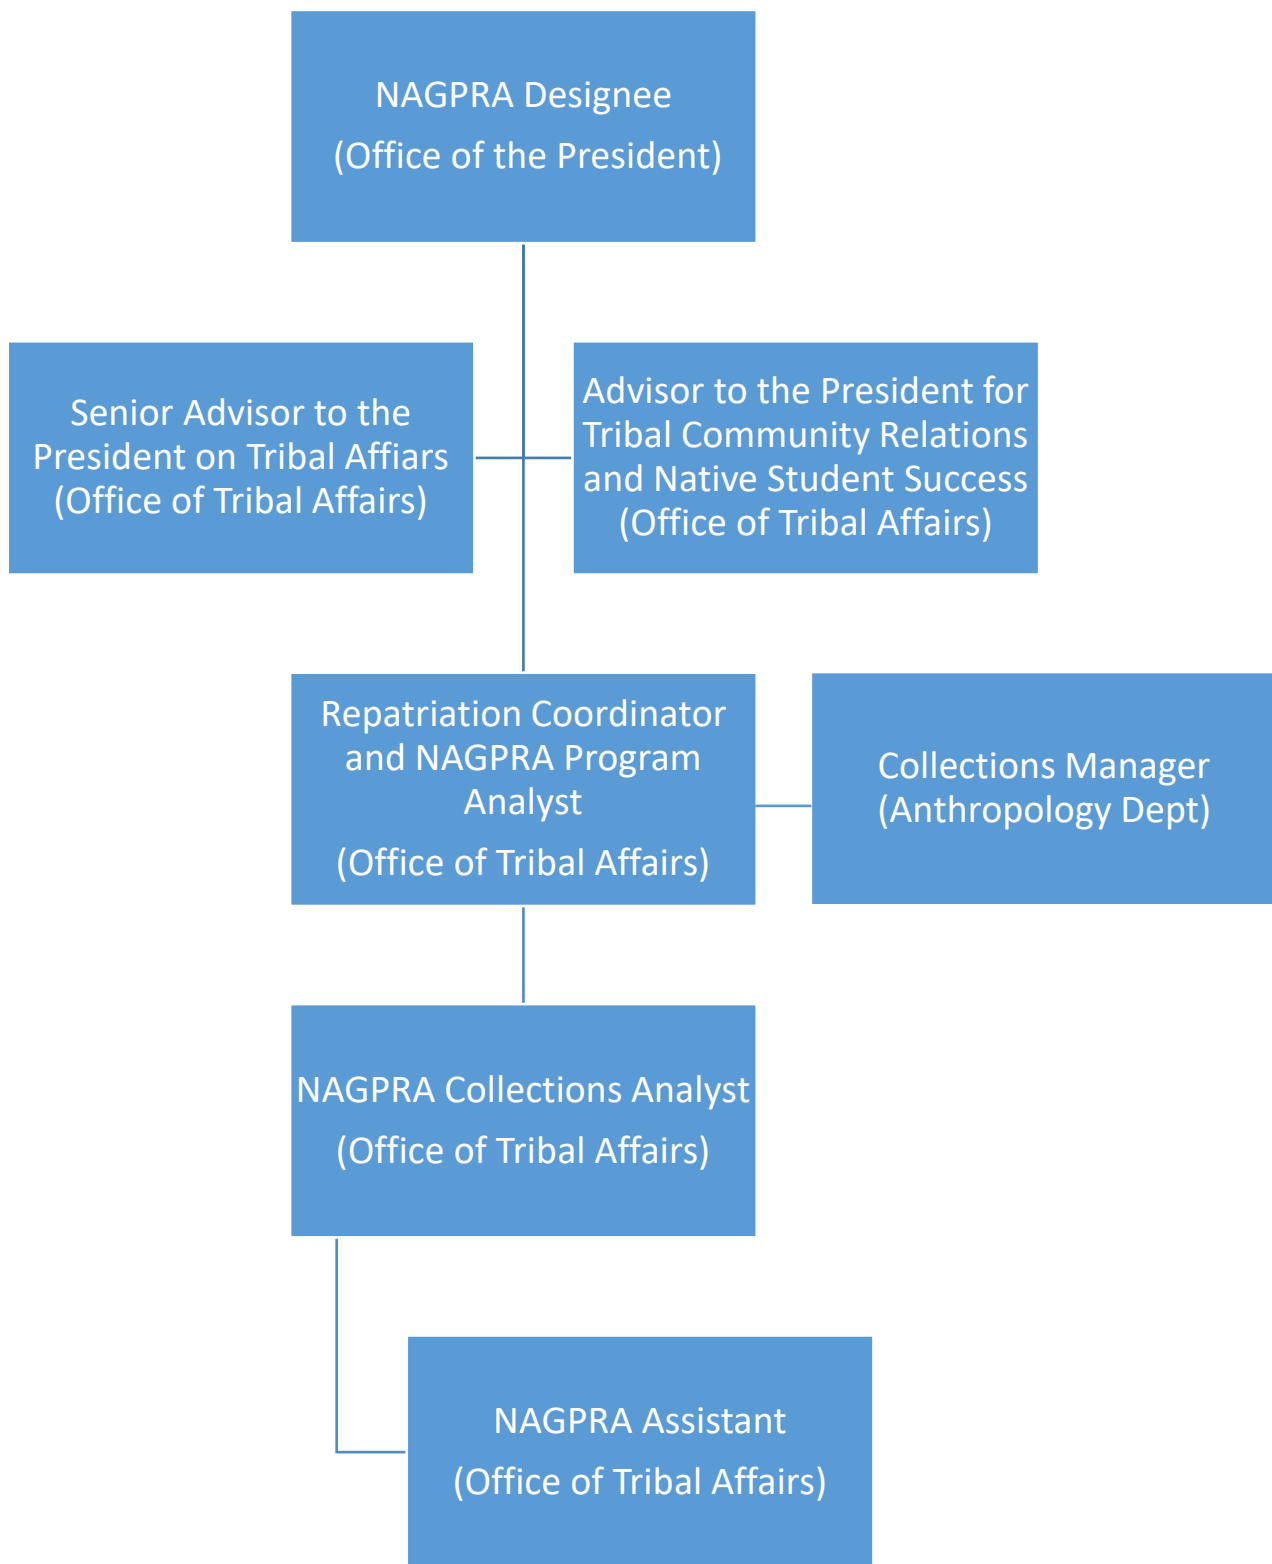 NAGPRA Designee
(Office of the President)
Senior Advisor to the
President on Tribal Affiars
(Office of Tribal Affairs)
Advisor to the President for
Tribal Community Relations
and Native Student Success
(Office of Tribal Affairs)
Repatriation Coordinator
and NAGPRA Program
Analyst
(Office of Tribal Affairs)
Collections Manager
(Anthropology Dept)
NAGPRA Collections Analyst
(Office of Tribal Affairs)
NAGPRA Assistant
(Office of Tribal Affairs)